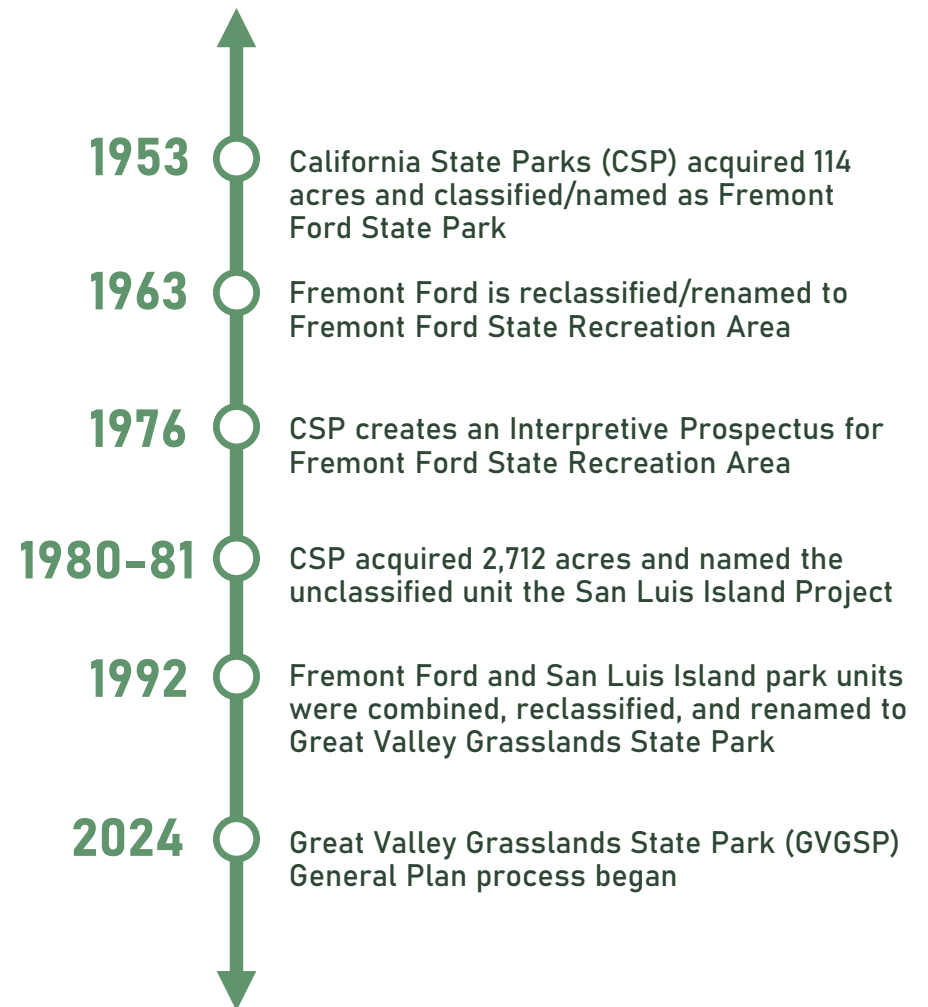 1953
California State Parks (CSP) acquired 114
acres and classified/named as Fremont
Ford State Park
1963
Fremont Ford is reclassified/renamed to
Fremont Ford State Recreation Area
1976
CSP creates an Interpretive Prospectus for
Fremont Ford State Recreation Area
1980-81
CSP acquired 2,712 acres and named the
unclassified unit the San Luis Island Project
1992
Fremont Ford and San Luis Island park units
were combined, reclassified, and renamed to
Great Valley Grasslands State Park
2024
Great Valley Grasslands State Park (GVGSP)
General Plan process began